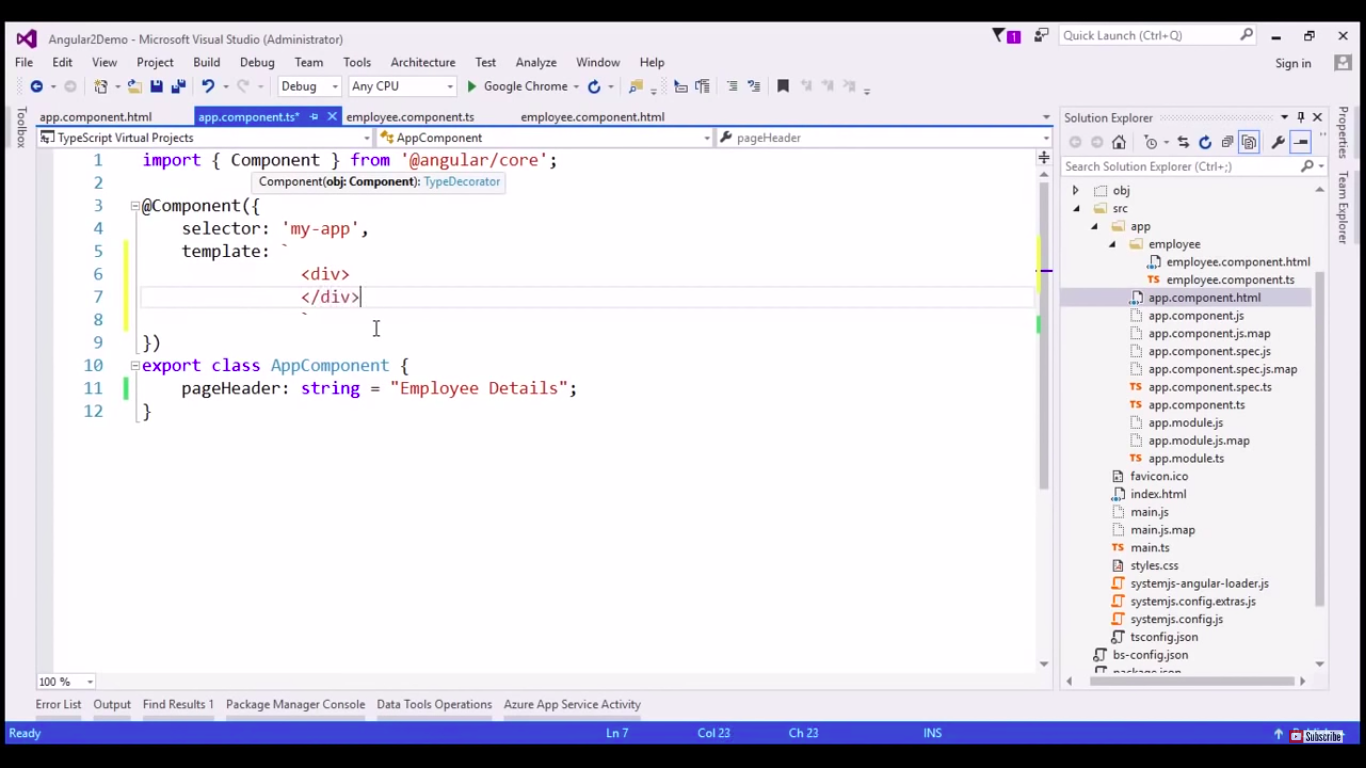 Angular2Demo - Microsoft Visual Studio (Administrator)
1
Quick Launch (Ctrl+Q)
File Edit View Project Build Debug Team Tools Architecture Test Analyze Window Help
Sign in
Debug Any CPU Google Chrome
Toolbox
app.component.html app.component.ts* employee.component.ts employee.component.html
TypeScript Virtual Projects AppComponent pageHeader
1 import { Component } from '@angular/core';
2 Component(obj: Component): TypeDecorator
3 @Component({
4 selector: 'my-app',
5 template: `
6 <div>
7 </div>
8 `
9 })
10 export class AppComponent {
11 pageHeader: string = "Employee Details";
12 }
100 %
Solution Explorer
Search Solution Explorer (Ctrl+;)
obj
src
app
employee
employee.component.html
employee.component.ts
app.component.html
app.component.js
app.component.js.map
app.component.spec.js
app.component.spec.js.map
app.component.spec.ts
app.component.ts
app.module.js
app.module.js.map
app.module.ts
favicon.ico
index.html
main.js
main.js.map
main.ts
styles.css
systemjs-angular-loader.js
systemjs.config.extras.js
systemjs.config.js
tsconfig.json
bs-config.json
package.json
Properties
Team Explorer
Error List Output Find Results 1 Package Manager Console Data Tools Operations Azure App Service Activity
Ready Ln 7 Col 23 Ch 23 INS
Subscribe